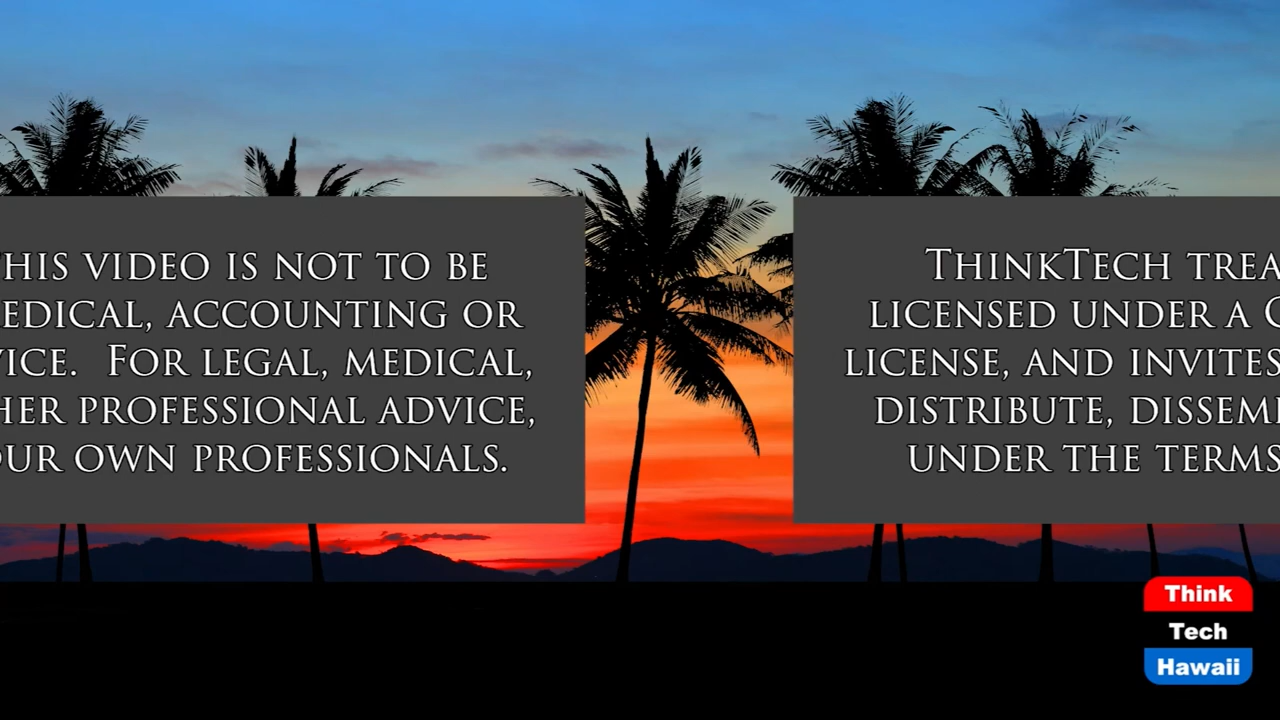 HIS VIDEO IS NOT TO BE
EDICAL, ACCOUNTING OR
VICE. FOR LEGAL, MEDICAL,
HER PROFESSIONAL ADVICE,
OUR OWN PROFESSIONALS.
THINKTECH TREA
LICENSED UNDER A C
LICENSE, AND INVITES
DISTRIBUTE, DISSEMI
UNDER THE TERMS
Think
Tech
Hawaii